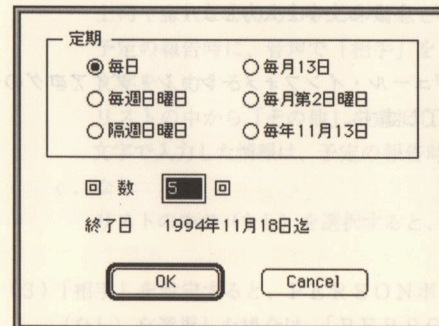 定期
毎日 毎月13日
毎週日曜日 毎月第2日曜日
隔週日曜日 毎年11月13日
回数 5 回
終了日 1994年11月18日迄
OK Cancel